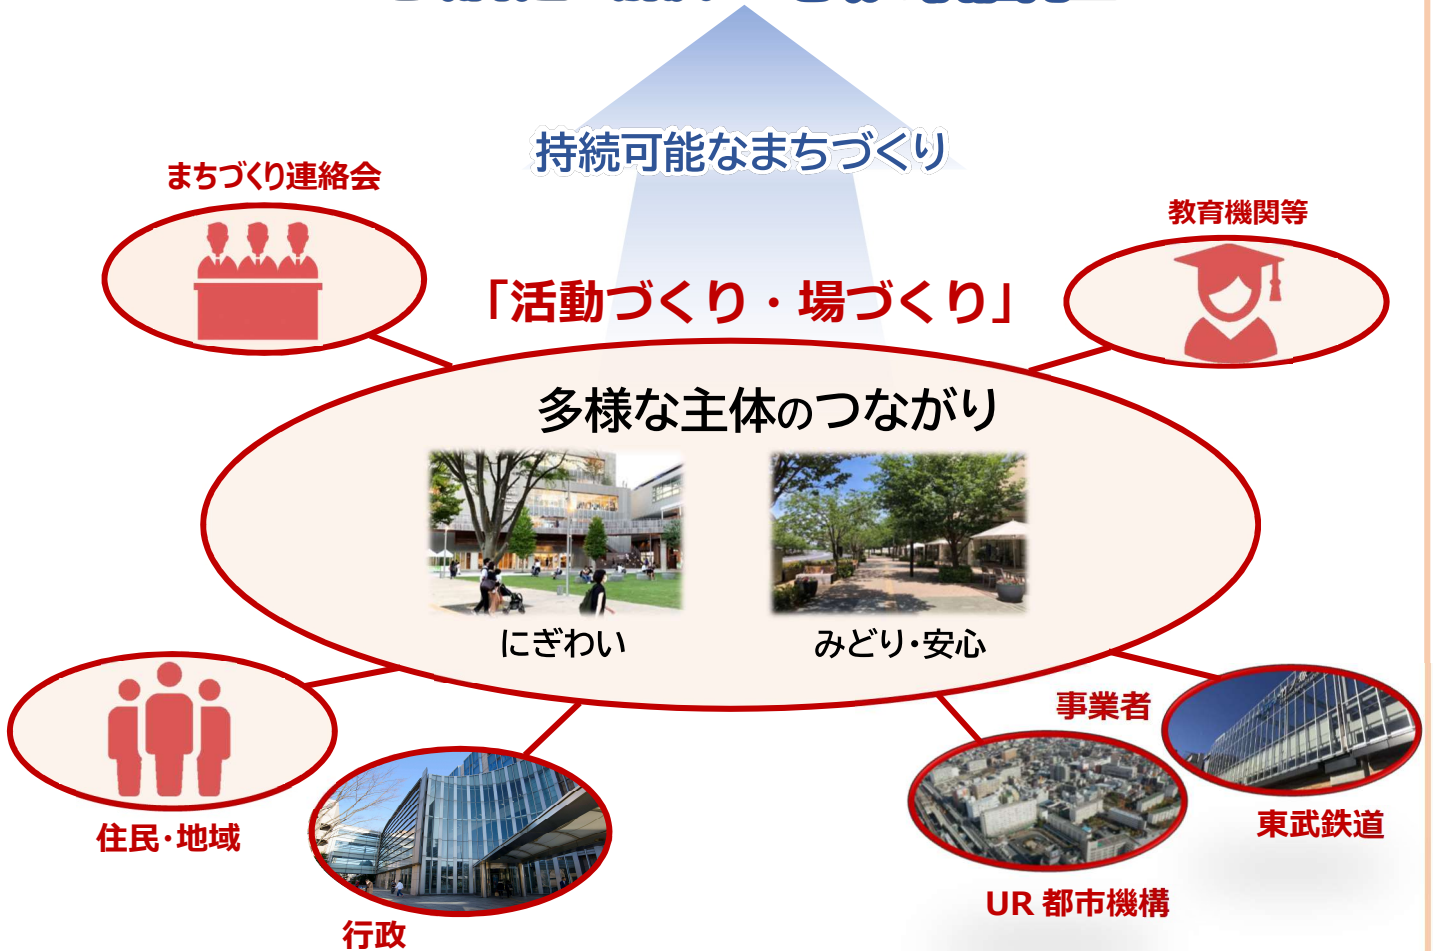 持続可能なまちづくり
まちづくり連絡会
教育機関等
「活動づくり・場づくり」
多様な主体のつながり
にぎわい
みどり・安心
事業者
住民・地域
東武鉄道
UR 都市機構
行政